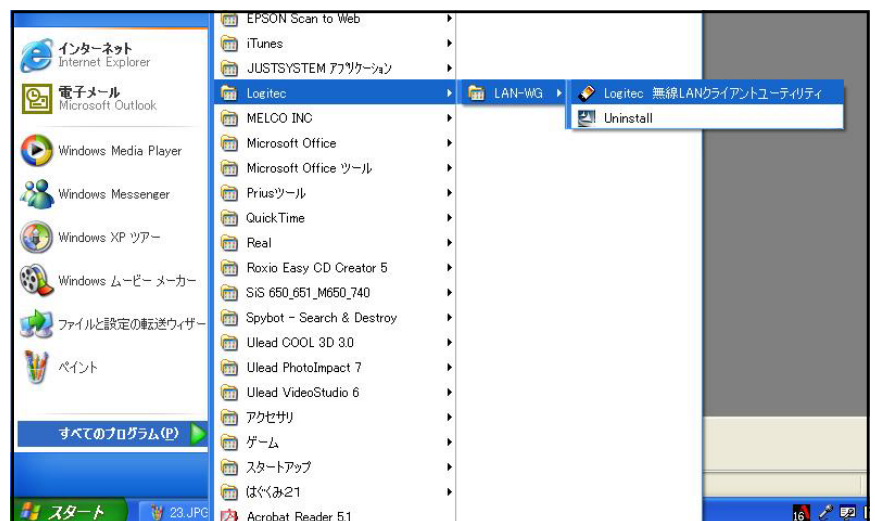 インターネット
Internet Explorer
電子メール
Microsoft Outlook
Windows Media Player
Windows Messenger
Windows XP ツアー
Windows ムービー メーカー
ファイルと設定の転送ウィザー
ペイント
すべてのプログラム(P)
スタート
23.JPG
EPSON Scan to Web
iTunes
JUSTSYSTEM アプリケーション
Logitec
MELCO INC
Microsoft Office
Microsoft Office ツール
Priusツール
QuickTime
Real
Roxio Easy CD Creator 5
SiS 650_651_M650_740
Spybot - Search & Destroy
Ulead COOL 3D 3.0
Ulead PhotoImpact 7
Ulead VideoStudio 6
アクセサリ
ゲーム
スタートアップ
はぐくみ21
Acrobat Reader 5.1
LAN-WG
Logitec 無線LANクライアントユーティリティ
Uninstall
16